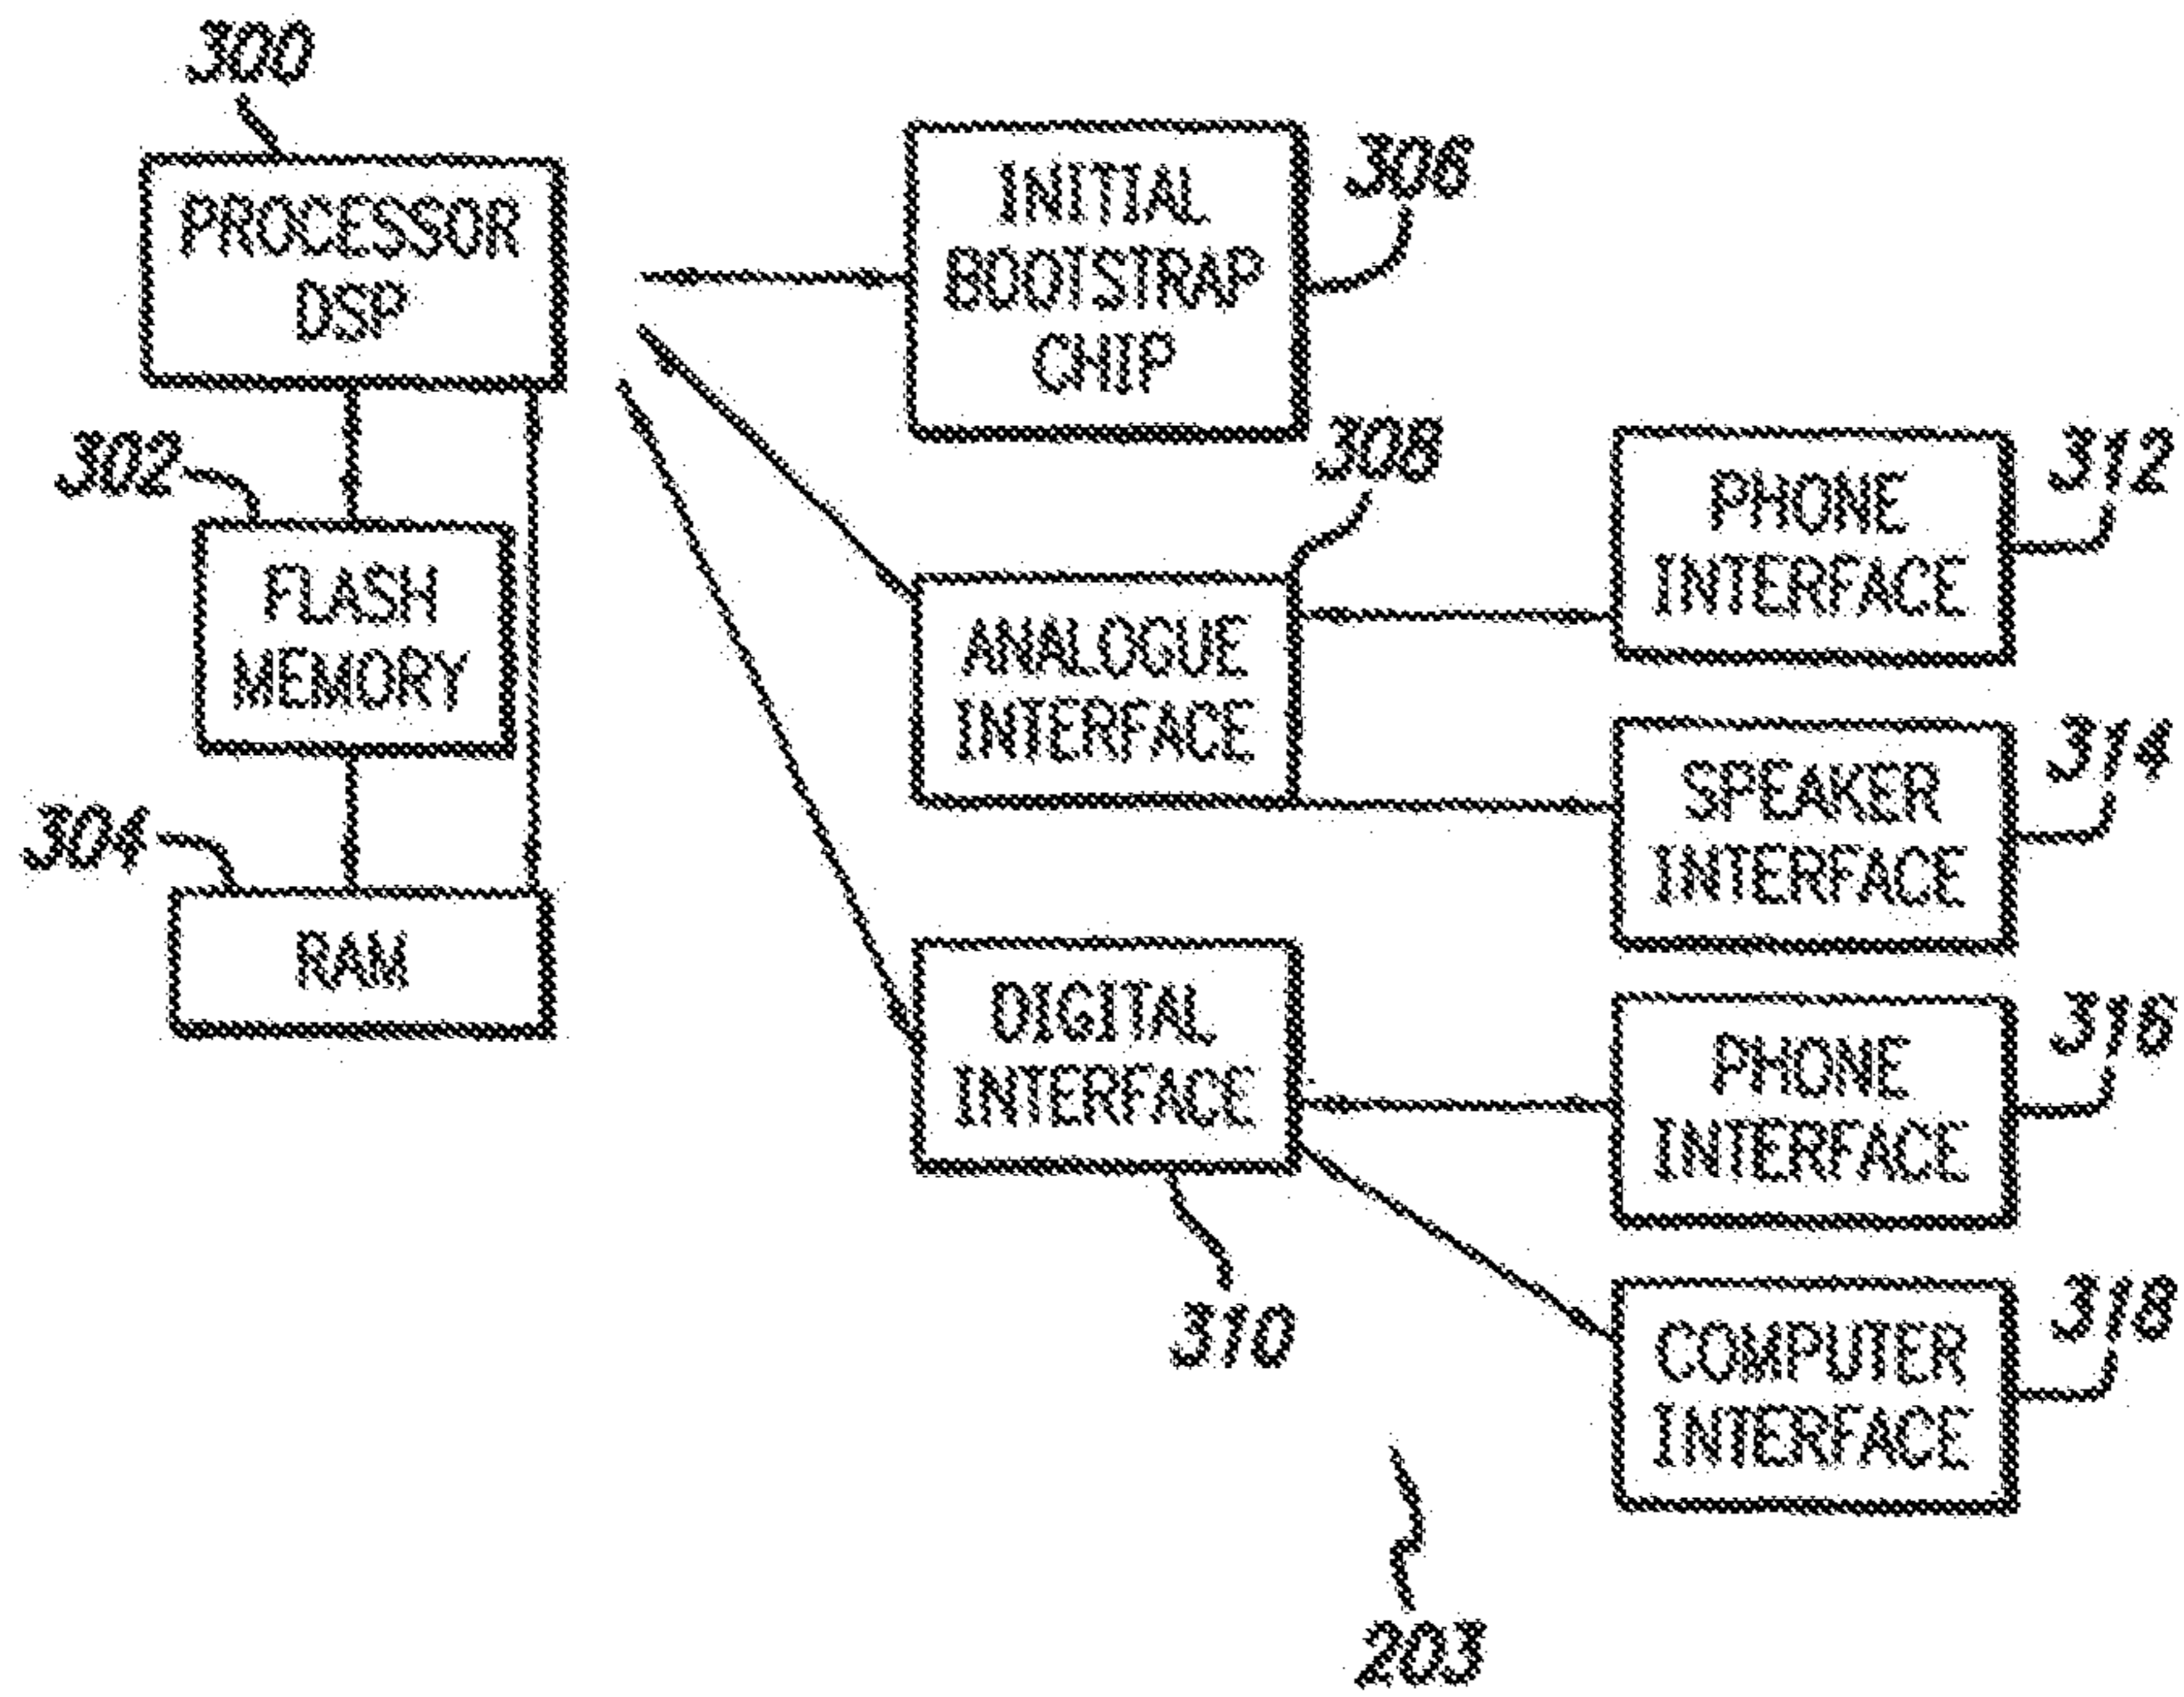 300
PROCESSOR
DSP
302
FLASH
MEMORY
304
RAM
INITIAL
BOOTSTRAP
CHIP
306
308
ANALOGUE
INTERFACE
DIGITAL
INTERFACE
310
PHONE
INTERFACE
312
SPEAKER
INTERFACE
314
PHONE
INTERFACE
316
COMPUTER
INTERFACE
318
203